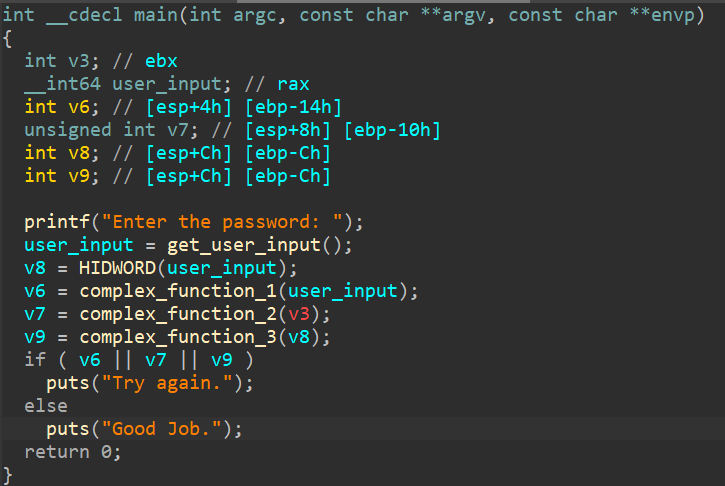 int __cdecl main(int argc, const char **argv, const char **envp)
{
  int v3; // ebx
  __int64 user_input; // rax
  int v6; // [esp+4h] [ebp-14h]
  unsigned int v7; // [esp+8h] [ebp-10h]
  int v8; // [esp+Ch] [ebp-Ch]
  int v9; // [esp+Ch] [ebp-Ch]

  printf("Enter the password: ");
  user_input = get_user_input();
  v8 = HIDWORD(user_input);
  v6 = complex_function_1(user_input);
  v7 = complex_function_2(v3);
  v9 = complex_function_3(v8);
  if ( v6 || v7 || v9 )
    puts("Try again.");
  else
    puts("Good Job.");
  return 0;
}